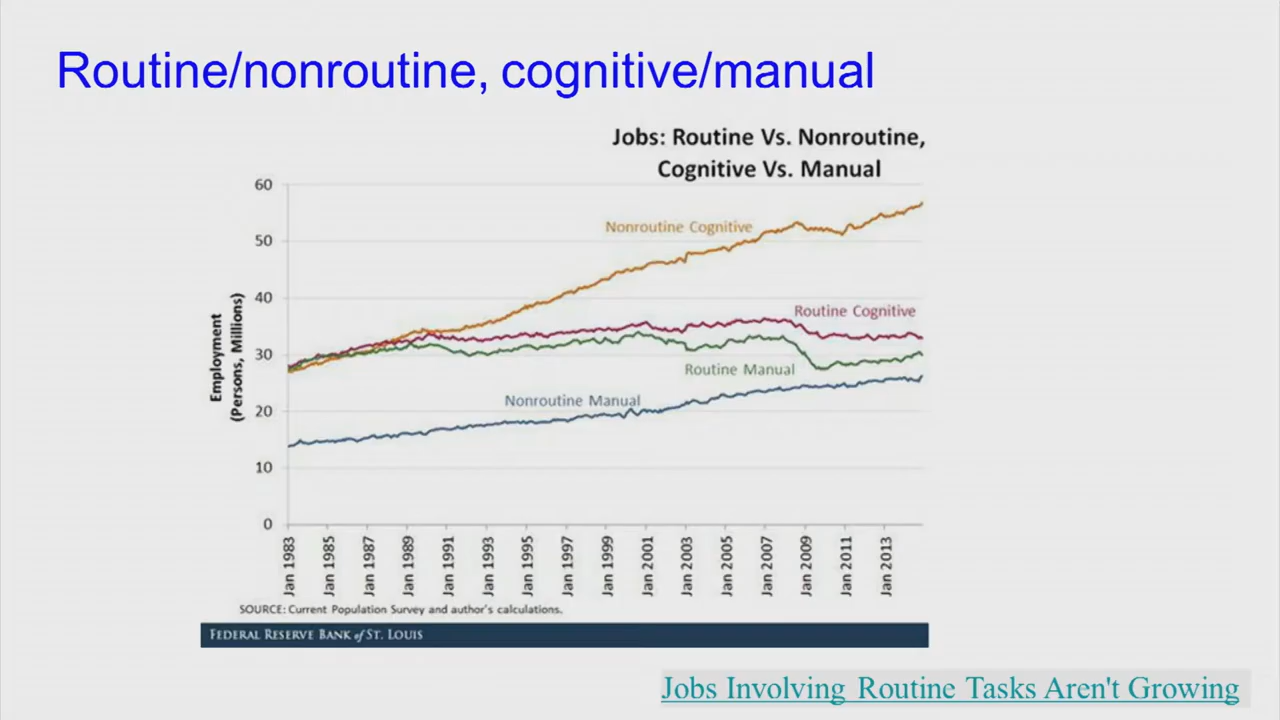 Routine/nonroutine, cognitive/manual
Jobs: Routine Vs. Nonroutine,
Cognitive Vs. Manual
60
50
40
30
20
10
0
Employment
(Persons, Millions)
Nonroutine Cognitive
Routine Cognitive
Routine Manual
Nonroutine Manual
Jan 1983
Jan 1985
Jan 1987
Jan 1989
Jan 1991
Jan 1993
Jan 1995
Jan 1997
Jan 1999
Jan 2001
Jan 2003
Jan 2005
Jan 2007
Jan 2009
Jan 2011
Jan 2013
SOURCE: Current Population Survey and author's calculations.
FEDERAL RESERVE BANK of ST. LOUIS
Jobs Involving Routine Tasks Aren't Growing